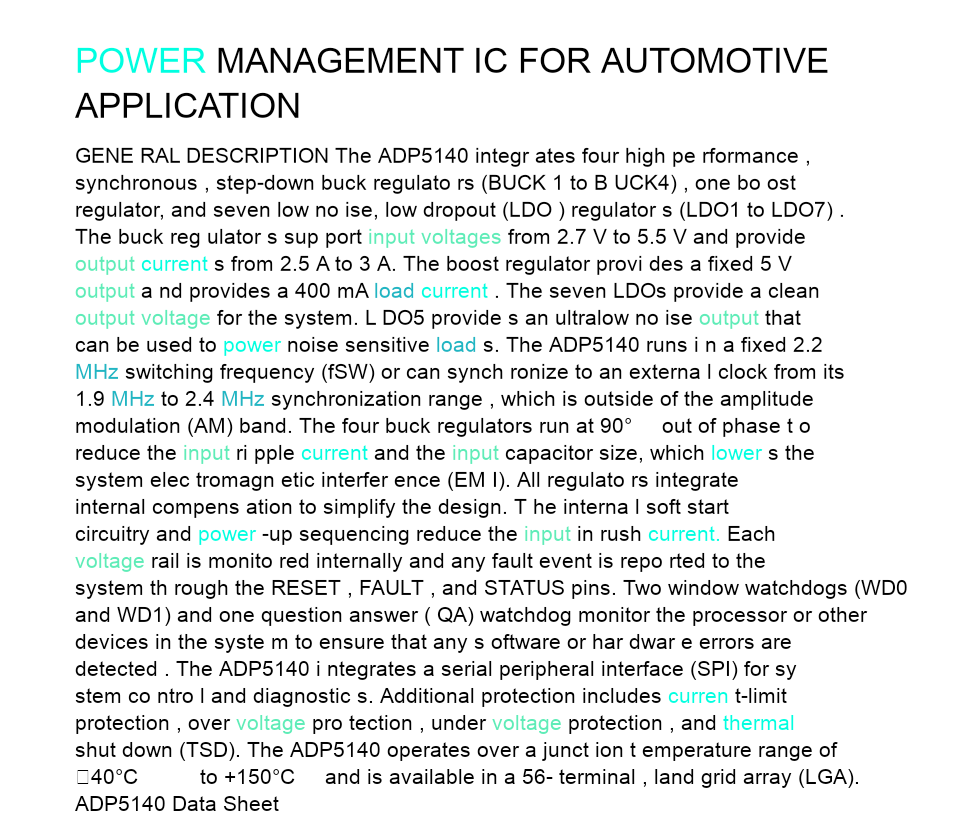 POWER MANAGEMENT IC FOR AUTOMOTIVE
APPLICATION
GENE RAL DESCRIPTION The ADP5140 integr ates four high pe rformance ,
synchronous , step-down buck regulato rs (BUCK 1 to B UCK4) , one bo ost
regulator, and seven low no ise, low dropout (LDO ) regulator s (LDO1 to LDO7) .
The buck reg ulator s sup port input voltages from 2.7 V to 5.5 V and provide
output current s from 2.5 A to 3 A. The boost regulator provi des a fixed 5 V
output a nd provides a 400 mA load current . The seven LDOs provide a clean
output voltage for the system. L DO5 provide s an ultralow no ise output that
can be used to power noise sensitive load s. The ADP5140 runs i n a fixed 2.2
MHz switching frequency (fSW) or can synch ronize to an externa l clock from its
1.9 MHz to 2.4 MHz synchronization range , which is outside of the amplitude
modulation (AM) band. The four buck regulators run at 90° out of phase t o
reduce the input ri pple current and the input capacitor size, which lower s the
system elec tromagn etic interfer ence (EM I). All regulato rs integrate
internal compens ation to simplify the design. T he interna l soft start
circuitry and power -up sequencing reduce the input in rush current. Each
voltage rail is monito red internally and any fault event is repo rted to the
system th rough the RESET , FAULT , and STATUS pins. Two window watchdogs (WD0
and WD1) and one question answer ( QA) watchdog monitor the processor or other
devices in the syste m to ensure that any s oftware or har dwar e errors are
detected . The ADP5140 i ntegrates a serial peripheral interface (SPI) for sy
stem co ntro l and diagnostic s. Additional protection includes curren t-limit
protection , over voltage pro tection , under voltage protection , and thermal
shut down (TSD). The ADP5140 operates over a junct ion t emperature range of
□40°C to +150°C and is available in a 56- terminal , land grid array (LGA).
ADP5140 Data Sheet